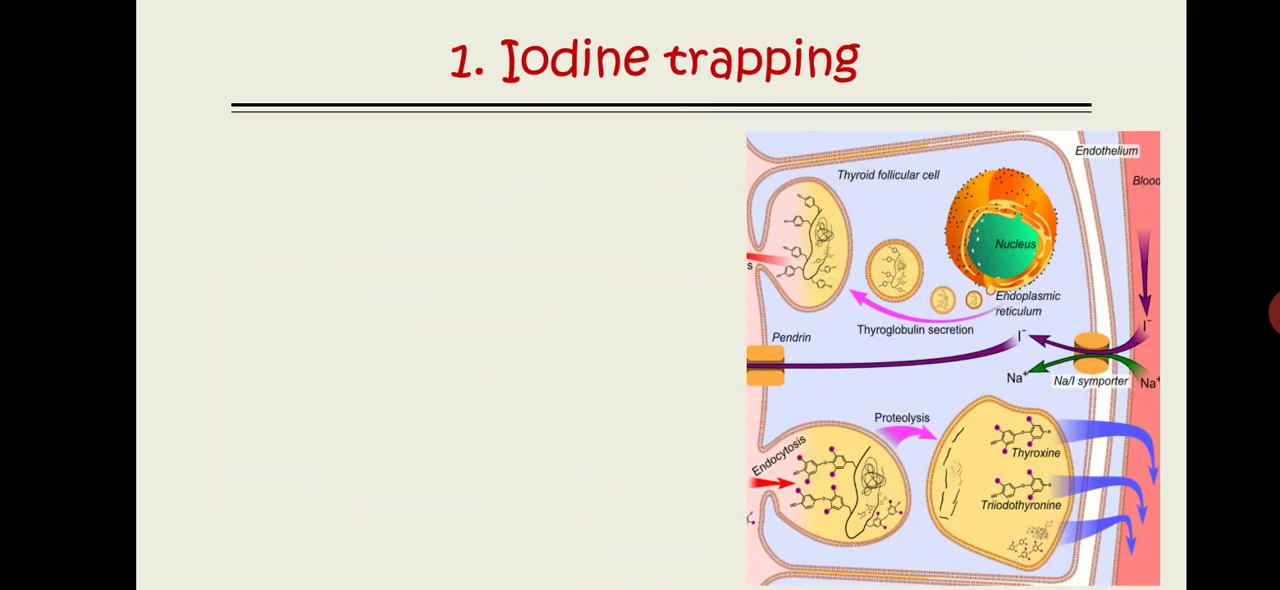 1. Iodine trapping
Endothelium
Thyroid follicular cell
Blood
Nucleus
s
Endoplasmic
reticulum
Thyroglobulin secretion
I⁻
I⁻
Pendrin
Na⁺
Na/I symporter
Na⁺
Proteolysis
Endocytosis
Thyroxine
Triiodothyronine